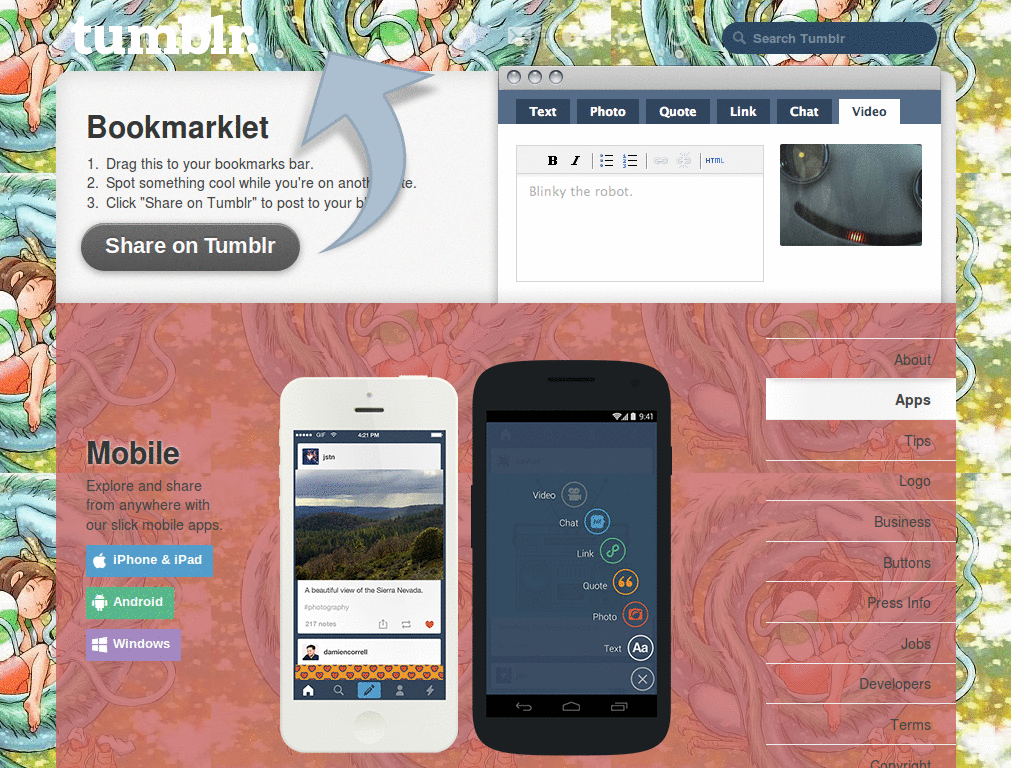 tumblr.
Search Tumblr
Bookmarklet
1. Drag this to your bookmarks bar.
2. Spot something cool while you're on
3. Click "Share on Tumblr" to post to your
Share on Tumblr
Text Photo Quote Link Chat Video
B I HTML
Blinky the robot.
Mobile
Explore and share
from anywhere with
our slick mobile apps.
iPhone & iPad
Android
Windows
GIF 4:21 PM
jstn
A beautiful view of the Sierra Nevada.
#photography
217 notes
damiencorrell
9:41
Video
Chat
Link
Quote
Photo
Text Aa
About
Apps
Tips
Logo
Business
Buttons
Press Info
Jobs
Developers
Terms
Copyright